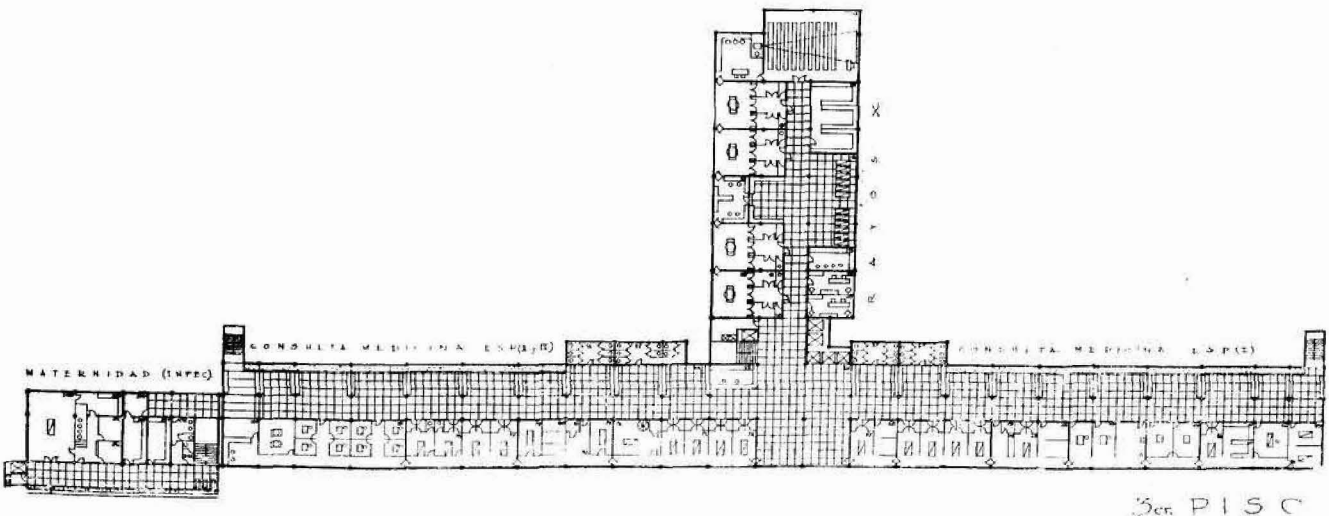 RAYOS X
CONSULTA MEDICINA ESP(I y II)
CONSULTA MEDICINA ESP(I)
MATERNIDAD (INFEC)
3er. PISO